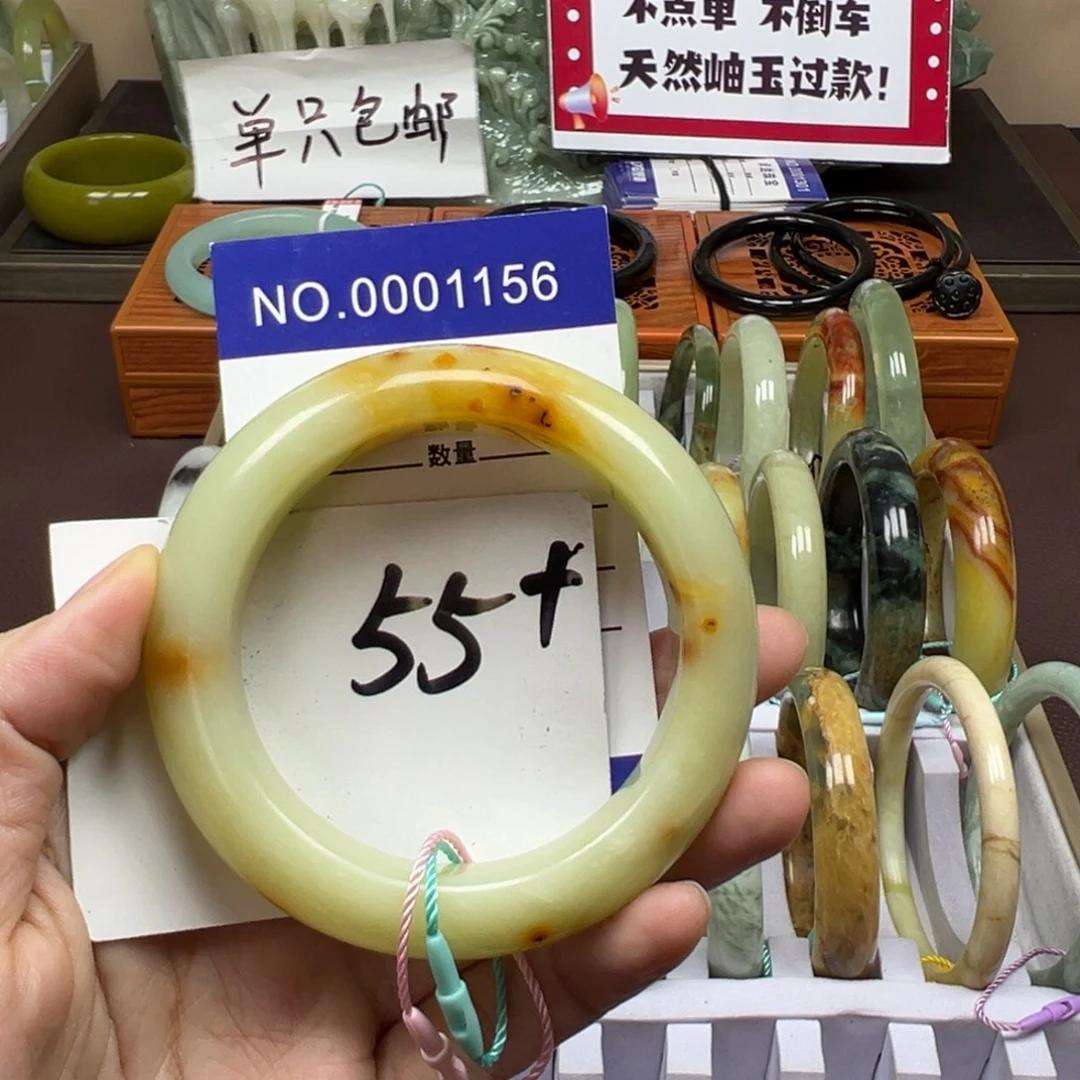 不点单 不倒车
天然岫玉过款!
单只包邮
NO.0001156
数量
55+